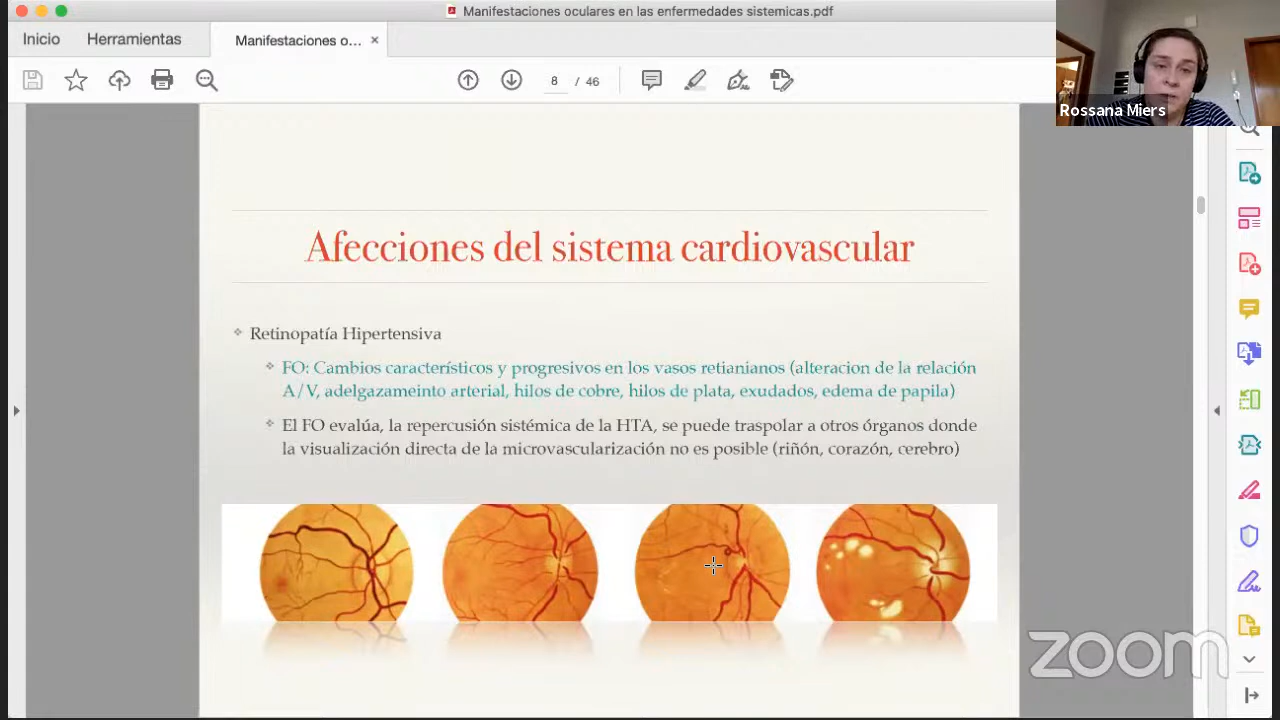 Manifestaciones oculares en las enfermedades sistemicas.pdf
Inicio
Herramientas
Manifestaciones o...
8 / 46
Rossana Miers
Afecciones del sistema cardiovascular
Retinopatía Hipertensiva
FO: Cambios característicos y progresivos en los vasos retianianos (alteracion de la relación
A/V, adelgazameinto arterial, hilos de cobre, hilos de plata, exudados, edema de papila)
El FO evalúa, la repercusión sistémica de la HTA, se puede traspolar a otros órganos donde
la visualización directa de la microvascularización no es posible (riñón, corazón, cerebro)
zoom